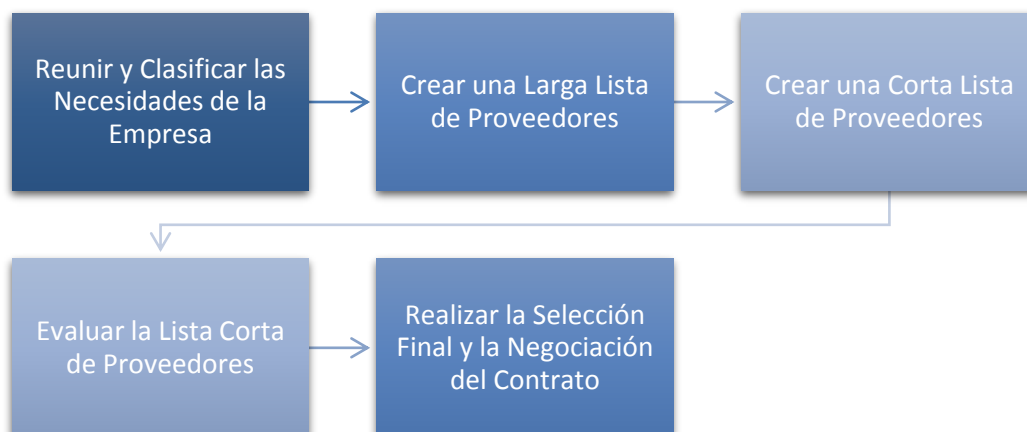 Reunir y Clasificar las
Necesidades de la
Empresa
Crear una Larga Lista
de Proveedores
Crear una Corta Lista
de Proveedores
Evaluar la Lista Corta
de Proveedores
Realizar la Selección
Final y la Negociación
del Contrato